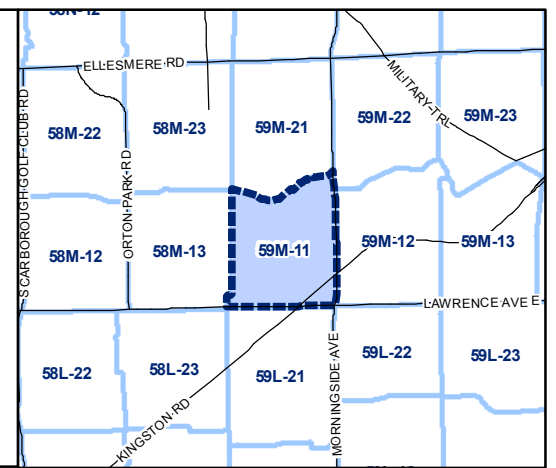 ELLESMERE RD
MILITARY TRL
S CARBOROUGH GOLF CLUB RD
58M-22
58M-23
59M-21
59M-22
59M-23
ORTON PARK RD
58M-12
58M-13
59M-11
59M-12
59M-13
LAWRENCE AVE E
58L-22
58L-23
59L-21
59L-22
59L-23
KINGSTON RD
MORNINGSIDE AVE